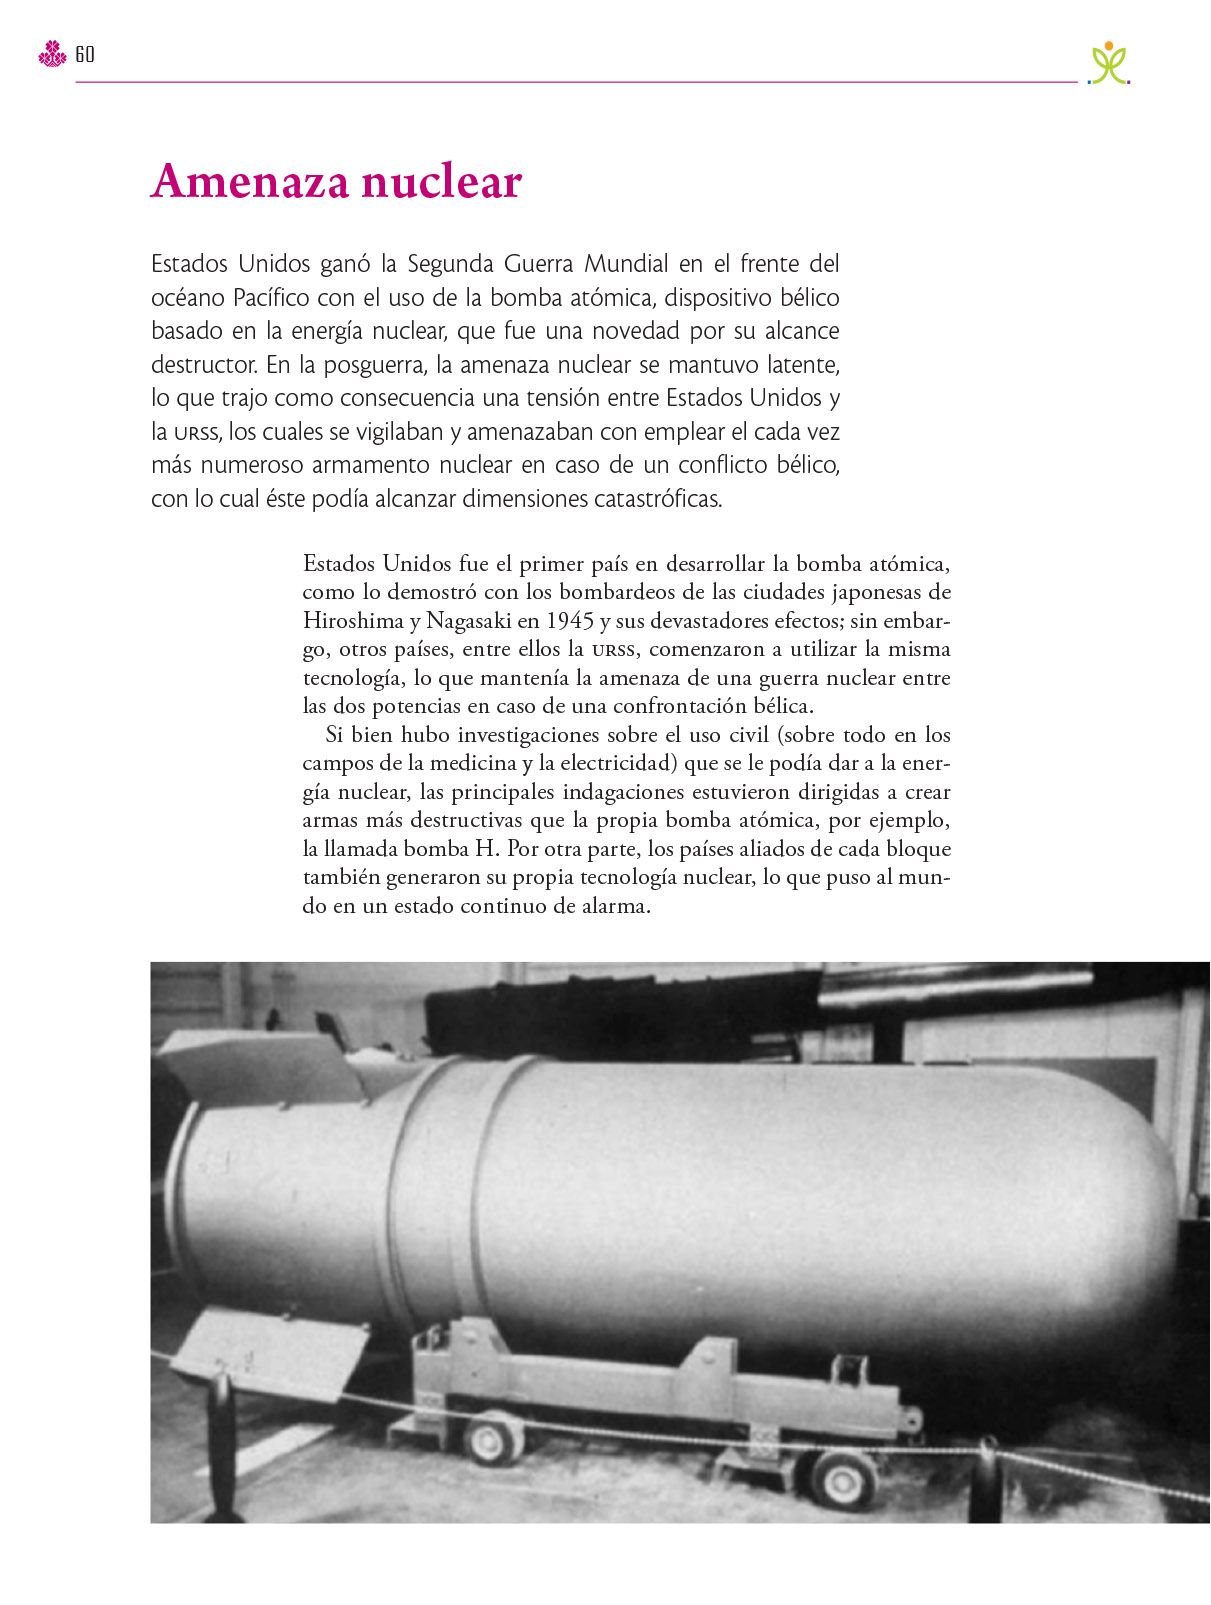 60
Amenaza nuclear
Estados Unidos ganó la Segunda Guerra Mundial en el frente del
océano Pacífico con el uso de la bomba atómica, dispositivo bélico
basado en la energía nuclear, que fue una novedad por su alcance
destructor. En la posguerra, la amenaza nuclear se mantuvo latente,
lo que trajo como consecuencia una tensión entre Estados Unidos y
la URSS, los cuales se vigilaban y amenazaban con emplear el cada vez
más numeroso armamento nuclear en caso de un conflicto bélico,
con lo cual éste podía alcanzar dimensiones catastróficas.
Estados Unidos fue el primer país en desarrollar la bomba atómica,
como lo demostró con los bombardeos de las ciudades japonesas de
Hiroshima y Nagasaki en 1945 y sus devastadores efectos; sin embar-
go, otros países, entre ellos la URSS, comenzaron a utilizar la misma
tecnología, lo que mantenía la amenaza de una guerra nuclear entre
las dos potencias en caso de una confrontación bélica.
Si bien hubo investigaciones sobre el uso civil (sobre todo en los
campos de la medicina y la electricidad) que se le podía dar a la ener-
gía nuclear, las principales indagaciones estuvieron dirigidas a crear
armas más destructivas que la propia bomba atómica, por ejemplo,
la llamada bomba H. Por otra parte, los países aliados de cada bloque
también generaron su propia tecnología nuclear, lo que puso al mun-
do en un estado continuo de alarma.